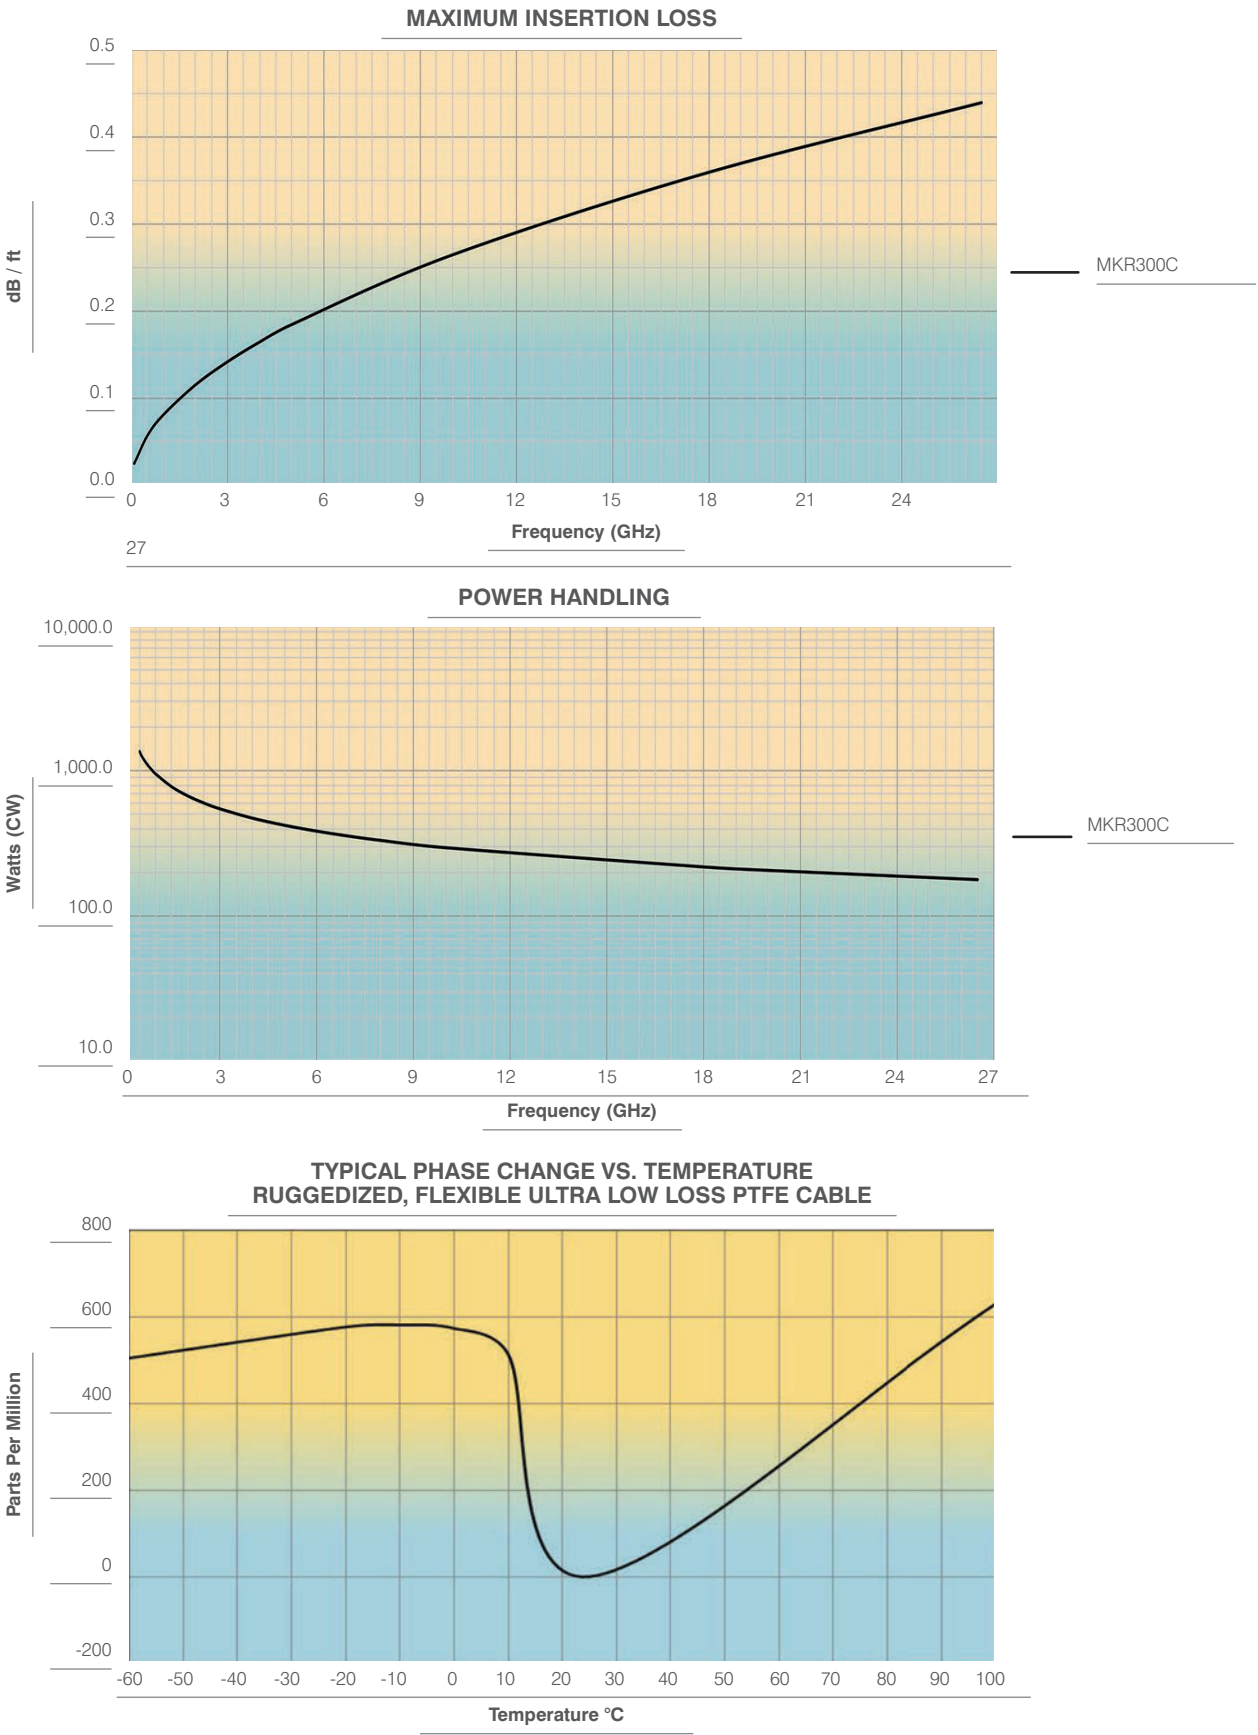 MAXIMUM INSERTION LOSS
0.5
0.4
0.3
0.2
0.1
0.0
dB / ft
0 3 6 9 12 15 18 21 24
Frequency (GHz)
27
MKR300C
POWER HANDLING
10,000.0
1,000.0
100.0
10.0
Watts (CW)
0 3 6 9 12 15 18 21 24 27
Frequency (GHz)
MKR300C
TYPICAL PHASE CHANGE VS. TEMPERATURE
RUGGEDIZED, FLEXIBLE ULTRA LOW LOSS PTFE CABLE
800
600
400
200
0
-200
Parts Per Million
-60 -50 -40 -30 -20 -10 0 10 20 30 40 50 60 70 80 90 100
Temperature °C